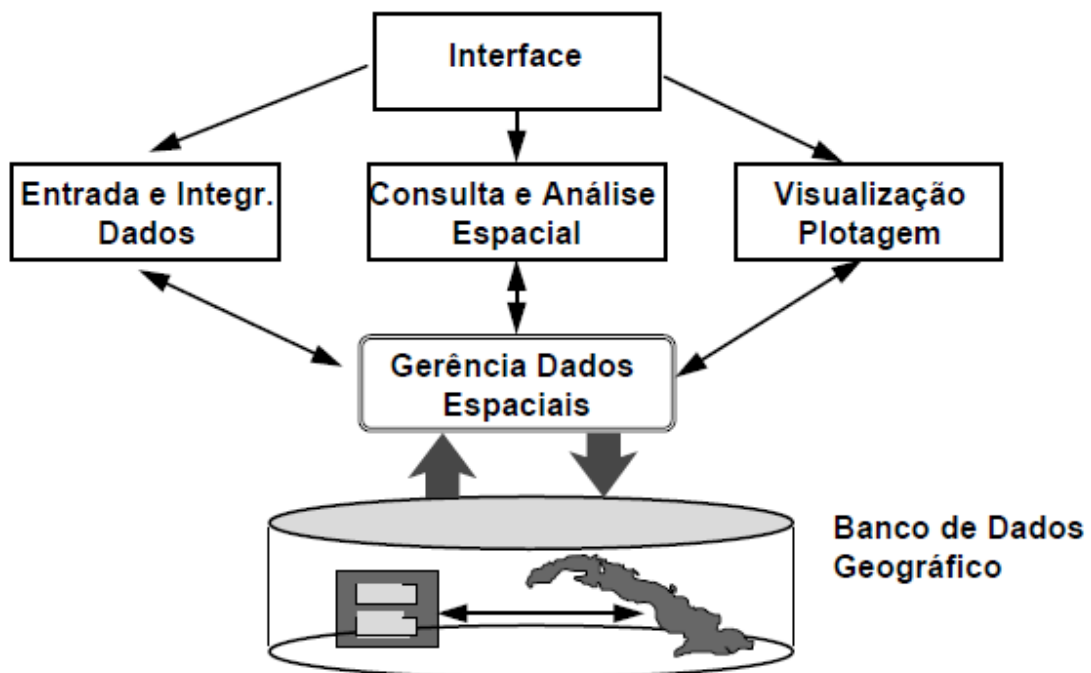 Interface
Entrada e Integr.
Dados
Consulta e Análise
Espacial
Visualização
Plotagem
Gerência Dados
Espaciais
Banco de Dados
Geográfico